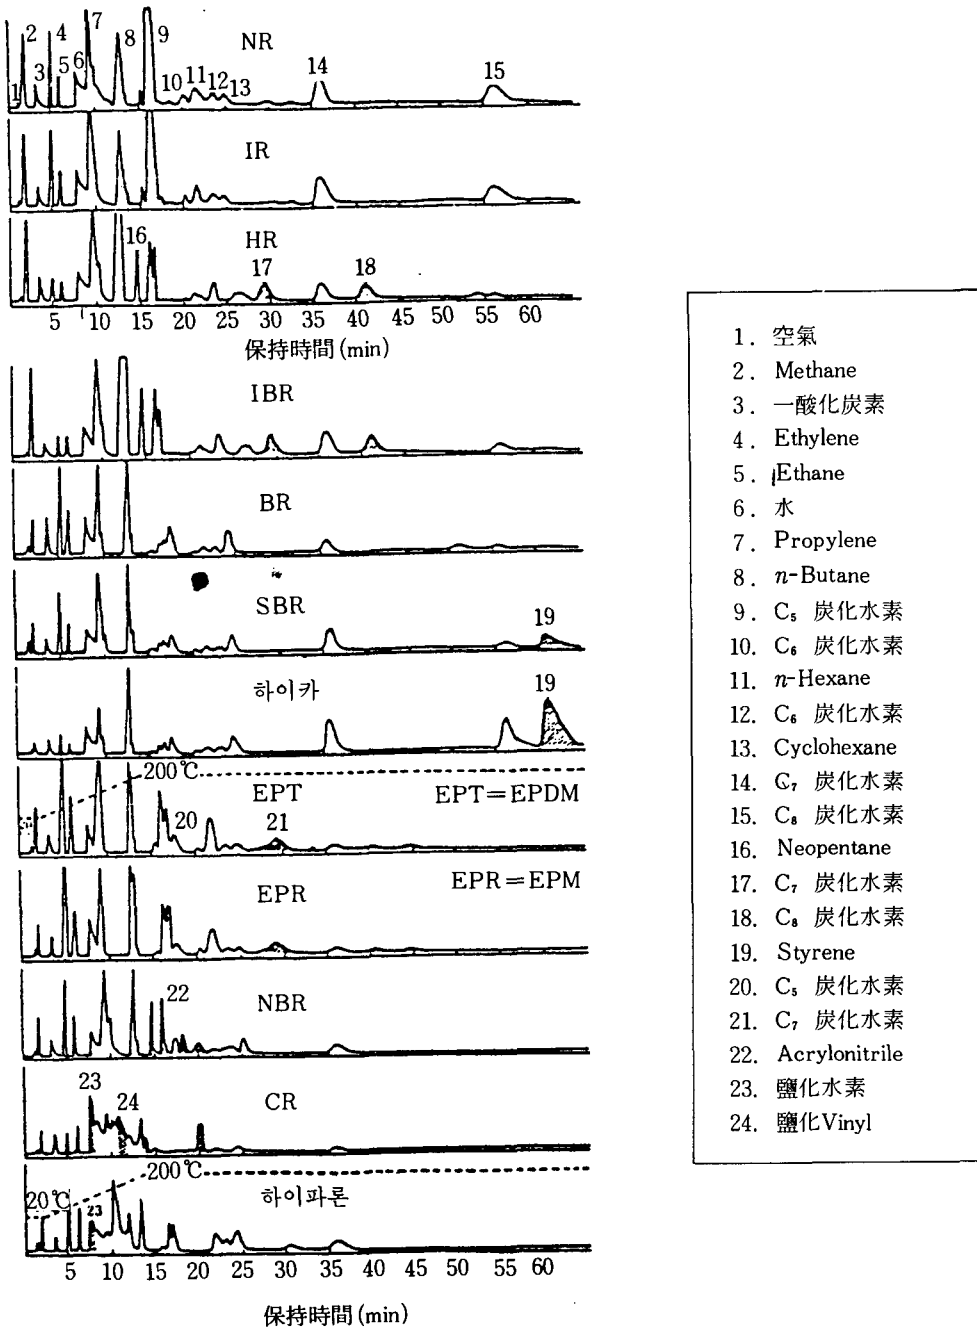 2 4 7 8 9 NR
1 3 5 6 10 11 12 13 14 15
IR
16 HR 17 18
5 10 15 20 25 30 35 40 45 50 55 60
保持時間(min)
IBR
BR
SBR 19
하이카 19
200℃
EPT EPT=EPDM
20 21
EPR EPR=EPM
22 NBR
23 24 CR
200℃
20℃ 23 하이파론
5 10 15 20 25 30 35 40 45 50 55 60
保持時間(min)
1. 空氣
2. Methane
3. 一酸化炭素
4. Ethylene
5. Ethane
6. 水
7. Propylene
8. n-Butane
9. C₅ 炭化水素
10. C₆ 炭化水素
11. n-Hexane
12. C₆ 炭化水素
13. Cyclohexane
14. C₇ 炭化水素
15. C₈ 炭化水素
16. Neopentane
17. C₇ 炭化水素
18. C₈ 炭化水素
19. Styrene
20. C₅ 炭化水素
21. C₇ 炭化水素
22. Acrylonitrile
23. 鹽化水素
24. 鹽化Vinyl